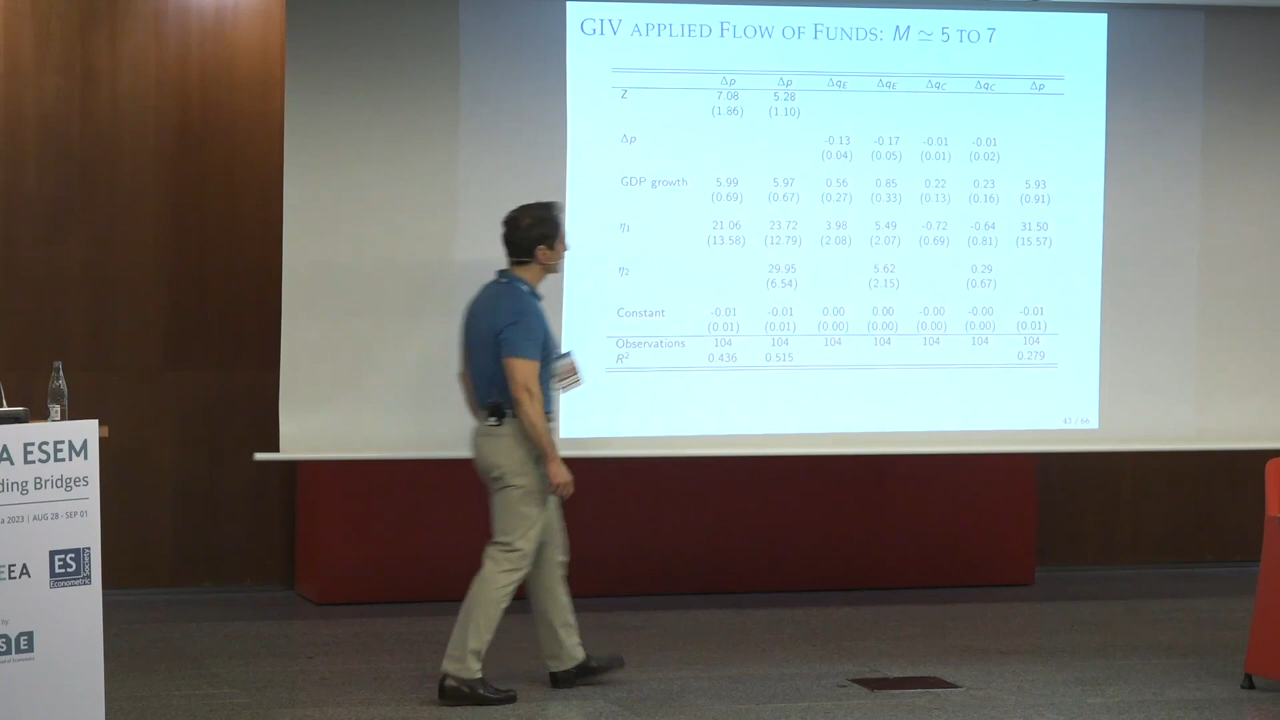 GIV APPLIED FLOW OF FUNDS: M ≃ 5 TO 7
Δp Δp ΔqE ΔqE ΔqC ΔqC Δp
Z 7.08 5.28
(1.86) (1.10)
Δp -0.13 -0.17 -0.01 -0.01
(0.04) (0.05) (0.01) (0.02)
GDP growth 5.99 5.97 0.56 0.85 0.22 0.23 5.93
(0.69) (0.67) (0.27) (0.33) (0.13) (0.16) (0.91)
η1 21.06 23.72 3.98 5.49 -0.72 -0.64 31.50
(13.58) (12.79) (2.08) (2.07) (0.69) (0.81) (15.57)
η2 29.95 5.62 0.29
(6.54) (2.15) (0.67)
Constant -0.01 -0.01 0.00 0.00 -0.00 -0.00 -0.01
(0.01) (0.01) (0.00) (0.00) (0.00) (0.00) (0.01)
Observations 104 104 104 104 104 104 104
R² 0.436 0.515 0.279
43 / 66
A ESEM
ding Bridges
a 2023 | AUG 28 - SEP 01
EEA
ES
Econometric
Society
by
S E